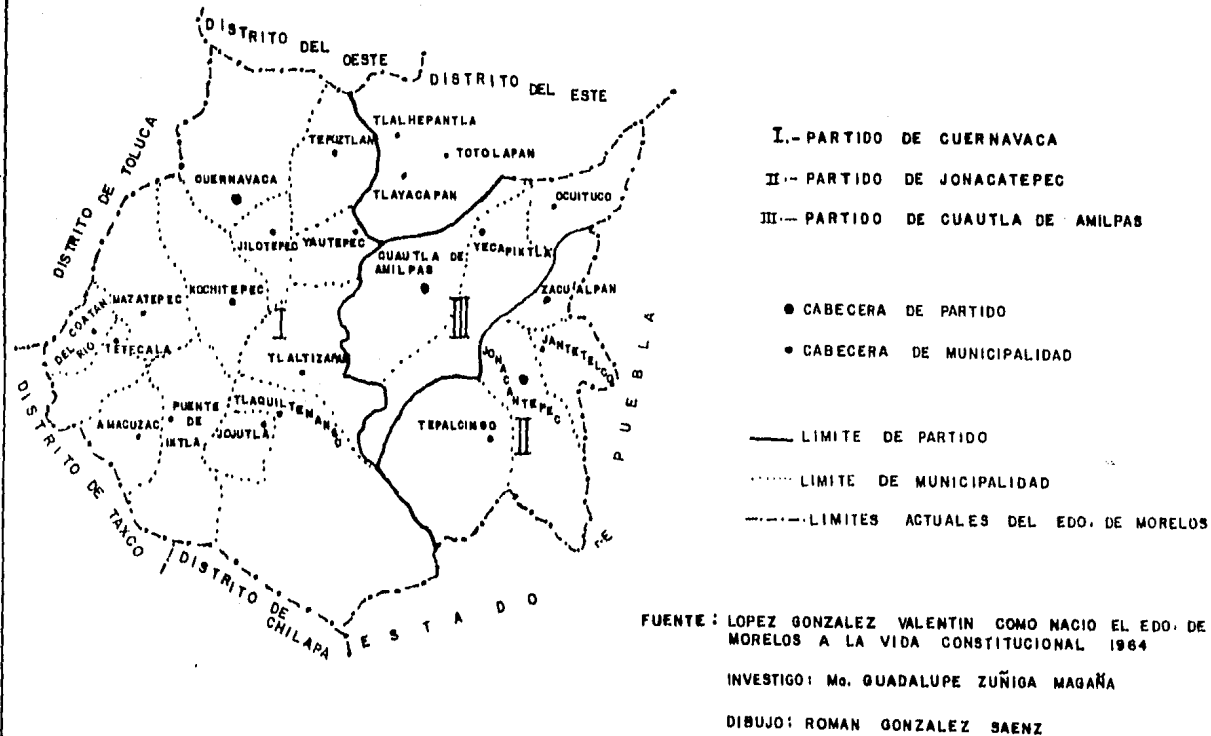 DISTRITO DEL OESTE
DISTRITO DEL ESTE
DISTRITO DE TOLUCA
TLALHEPANTLA
TEPOZTLAN
TOTOLAPAN
CUERNAVACA
TLAYACAPAN
OCUITUCO
JILOTEPEC
YAUTEPEC
YECAPIXTLA
CUAUTLA DE
AMILPAS
XOCHITEPEC
MAZATEPEC
ZACUALPAN
COATAN
DEL
RIO
TETECALA
I
III
TLALTIZAPAN
JANTETELCO
JONACANTEPEC
TLAQUILTENANGO
PUENTE
DE
IXTLA
AMACUZAC
JOJUTLA
TEPALCINGO
II
DISTRITO DE TAXCO
DISTRITO DE
CHILAPA
ESTADO
DE
PUEBLA
I.- PARTIDO DE CUERNAVACA
II.- PARTIDO DE JONACATEPEC
III.- PARTIDO DE CUAUTLA DE AMILPAS
CABECERA DE PARTIDO
CABECERA DE MUNICIPALIDAD
LIMITE DE PARTIDO
LIMITE DE MUNICIPALIDAD
LIMITES ACTUALES DEL EDO. DE MORELOS
FUENTE: LOPEZ GONZALEZ VALENTIN COMO NACIO EL EDO. DE
MORELOS A LA VIDA CONSTITUCIONAL 1964
INVESTIGO: Ma. GUADALUPE ZUÑIGA MAGAÑA
DIBUJO: ROMAN GONZALEZ SAENZ